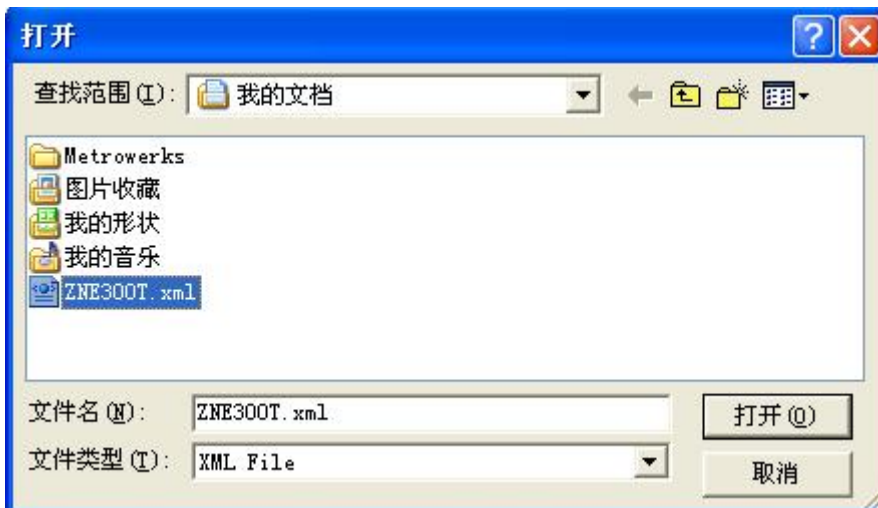 打开
查找范围(I): 我的文档
Metrowerks
图片收藏
我的形状
我的音乐
ZNE300T.xml
文件名(N): ZNE300T.xml 打开(O)
文件类型(T): XML File 取消